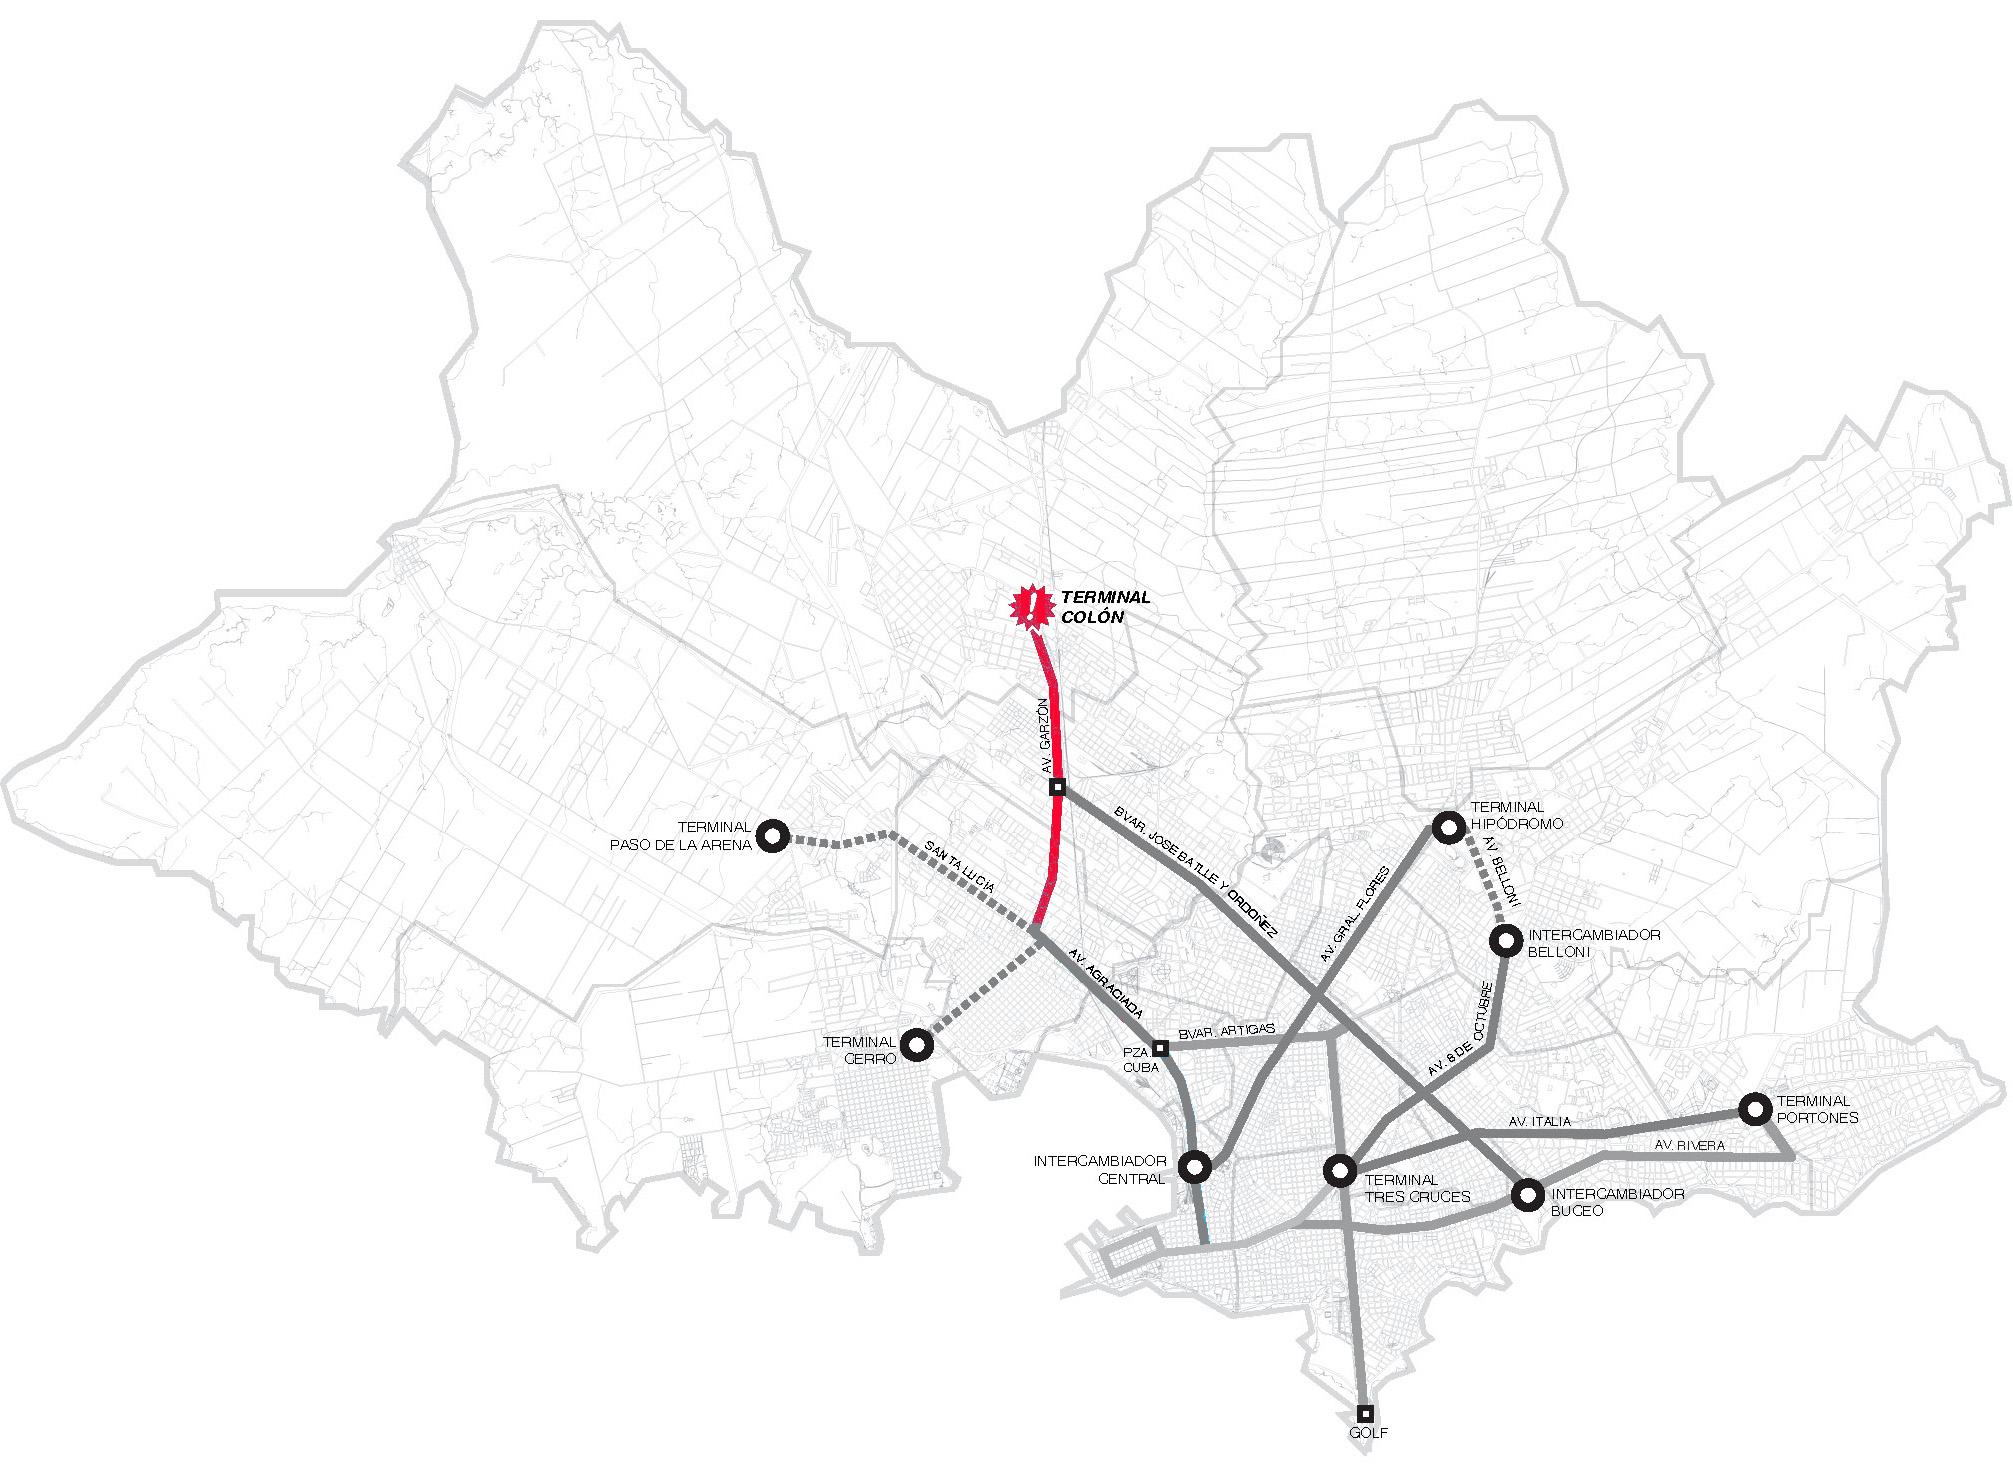 !
TERMINAL
COLÓN
AV. GARZÓN
TERMINAL
PASO DE LA ARENA
SANTA LUCÍA
BVAR. JOSE BATLLE Y ORDOÑEZ
TERMINAL
HIPÓDROMO
AV. BELLONI
AV. GRAL. FLORES
INTERCAMBIADOR
BELLONI
AV. AGRACIADA
AV. 8 DE OCTUBRE
TERMINAL
CERRO
BVAR. ARTIGAS
PZA.
CUBA
TERMINAL
PORTONES
AV. ITALIA
AV. RIVERA
INTERCAMBIADOR
CENTRAL
TERMINAL
TRES CRUCES
INTERCAMBIADOR
BUCEO
GOLF